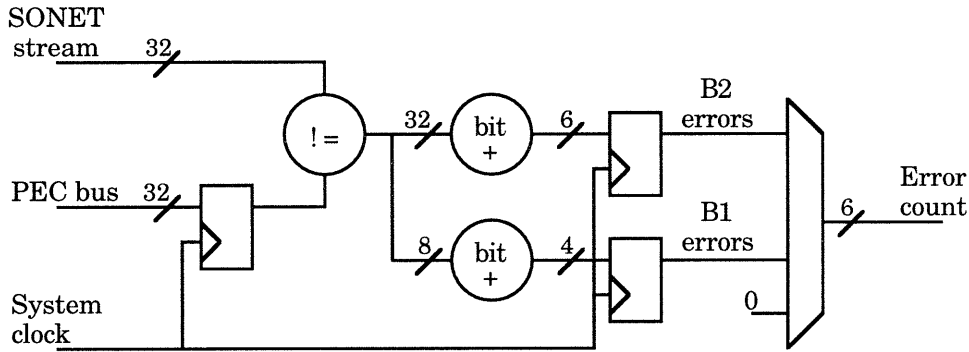 SONET
stream
32
! =
32
bit
+
6
B2
errors
PEC bus
32
8
bit
+
4
B1
errors
6
Error
count
0
System
clock